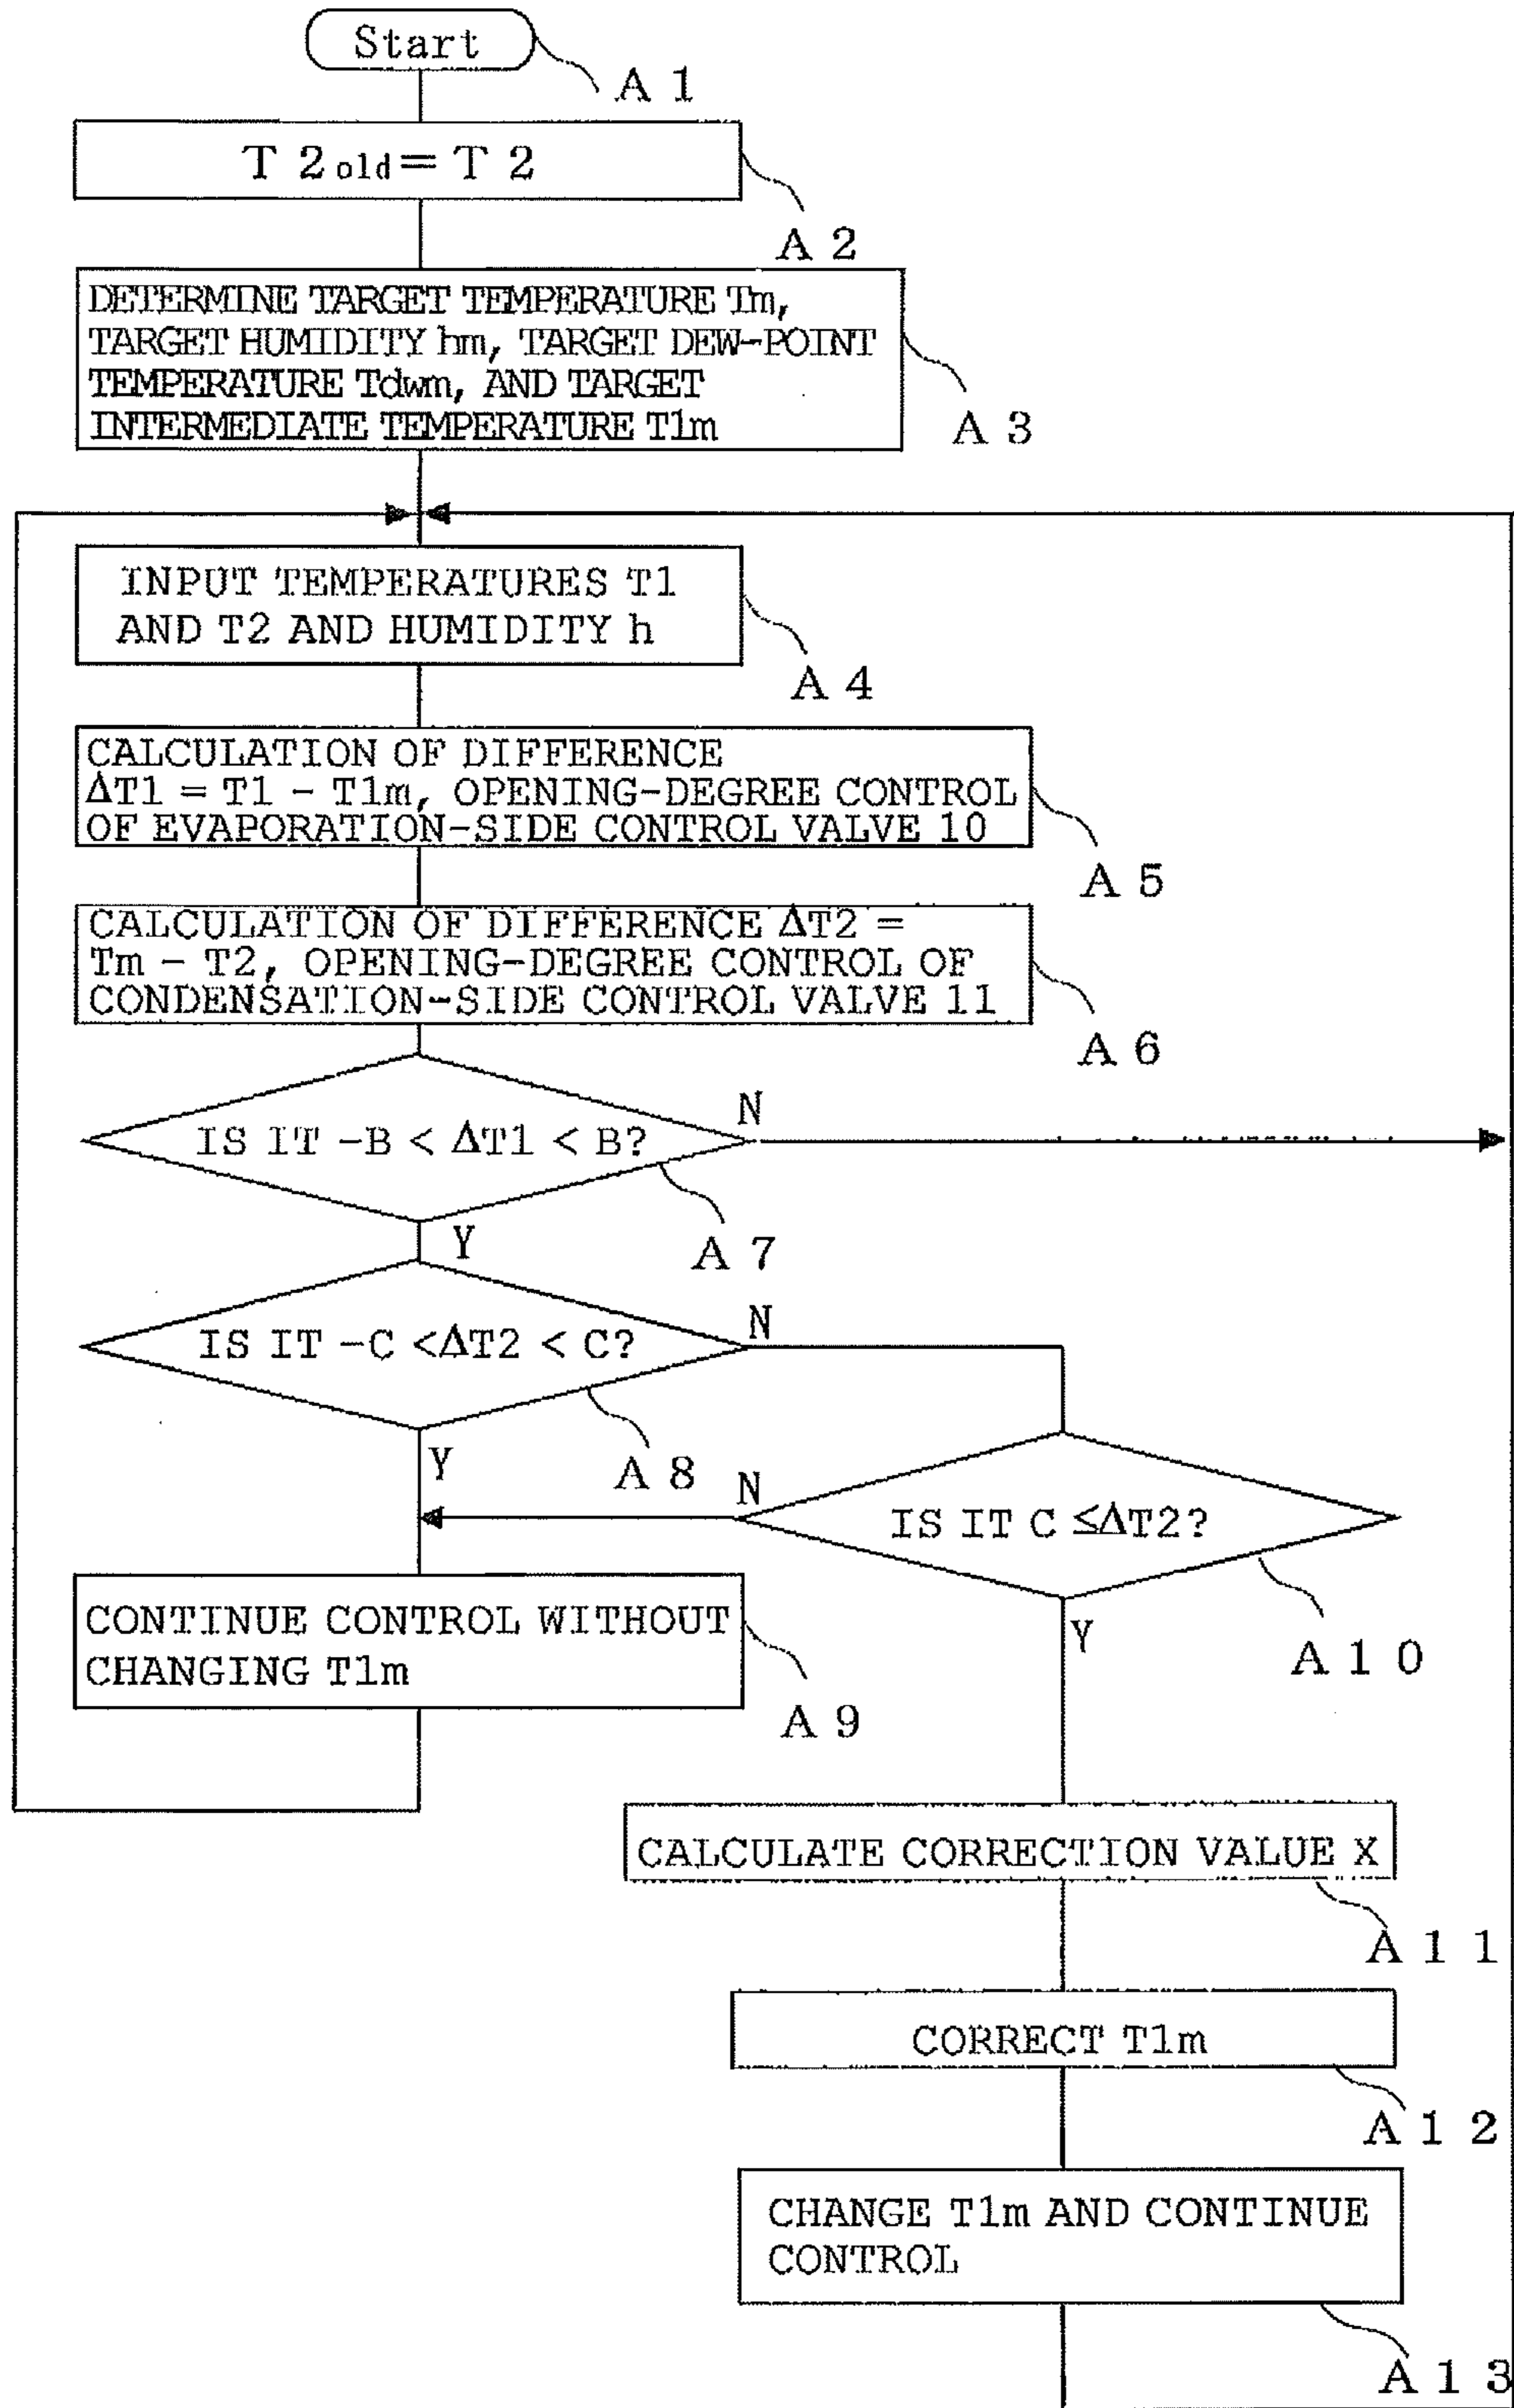 Start
A 1
T 2 old = T 2
A 2
DETERMINE TARGET TEMPERATURE Tm,
TARGET HUMIDITY hm, TARGET DEW-POINT
TEMPERATURE Tdwm, AND TARGET
INTERMEDIATE TEMPERATURE T1m
A 3
INPUT TEMPERATURES T1
AND T2 AND HUMIDITY h
A 4
CALCULATION OF DIFFERENCE
ΔT1 = T1 - T1m, OPENING-DEGREE CONTROL
OF EVAPORATION-SIDE CONTROL VALVE 10
A 5
CALCULATION OF DIFFERENCE ΔT2 =
Tm - T2, OPENING-DEGREE CONTROL OF
CONDENSATION-SIDE CONTROL VALVE 11
A 6
IS IT -B < ΔT1 < B?
N
Y
A 7
IS IT -C <ΔT2 < C?
N
Y
A 8
IS IT C ≤ΔT2?
N
Y
A 1 0
CONTINUE CONTROL WITHOUT
CHANGING T1m
A 9
CALCULATE CORRECTION VALUE X
A 1 1
CORRECT T1m
A 1 2
CHANGE T1m AND CONTINUE
CONTROL
A 1 3